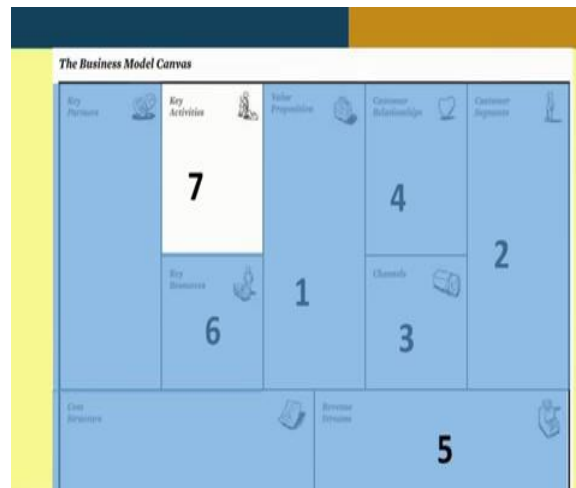 The Business Model Canvas
Key
Partners
Key
Activities
Value
Proposition
Customer
Relationships
Customer
Segments
7
4
2
Key
Resources
Channels
1
6
3
Cost
Structure
Revenue
Streams
5